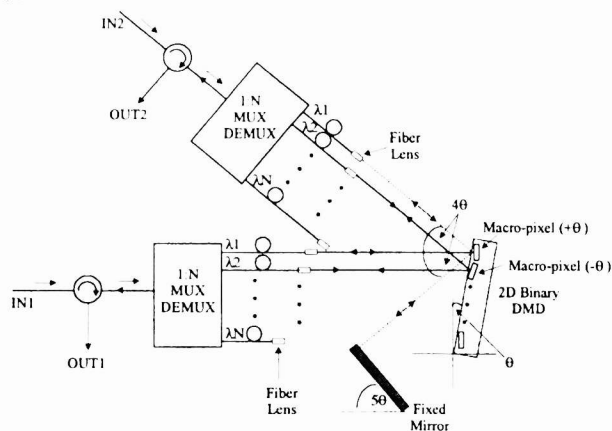 IN2
OUT2
1:N
MUX
DEMUX
λ1
λ2
λN
Fiber
Lens
4θ
Macro-pixel (+θ)
Macro-pixel (-θ)
2D Binary
DMD
θ
λ1
λ2
λN
1:N
MUX
DEMUX
IN1
OUT1
Fiber
Lens
5θ
Fixed
Mirror